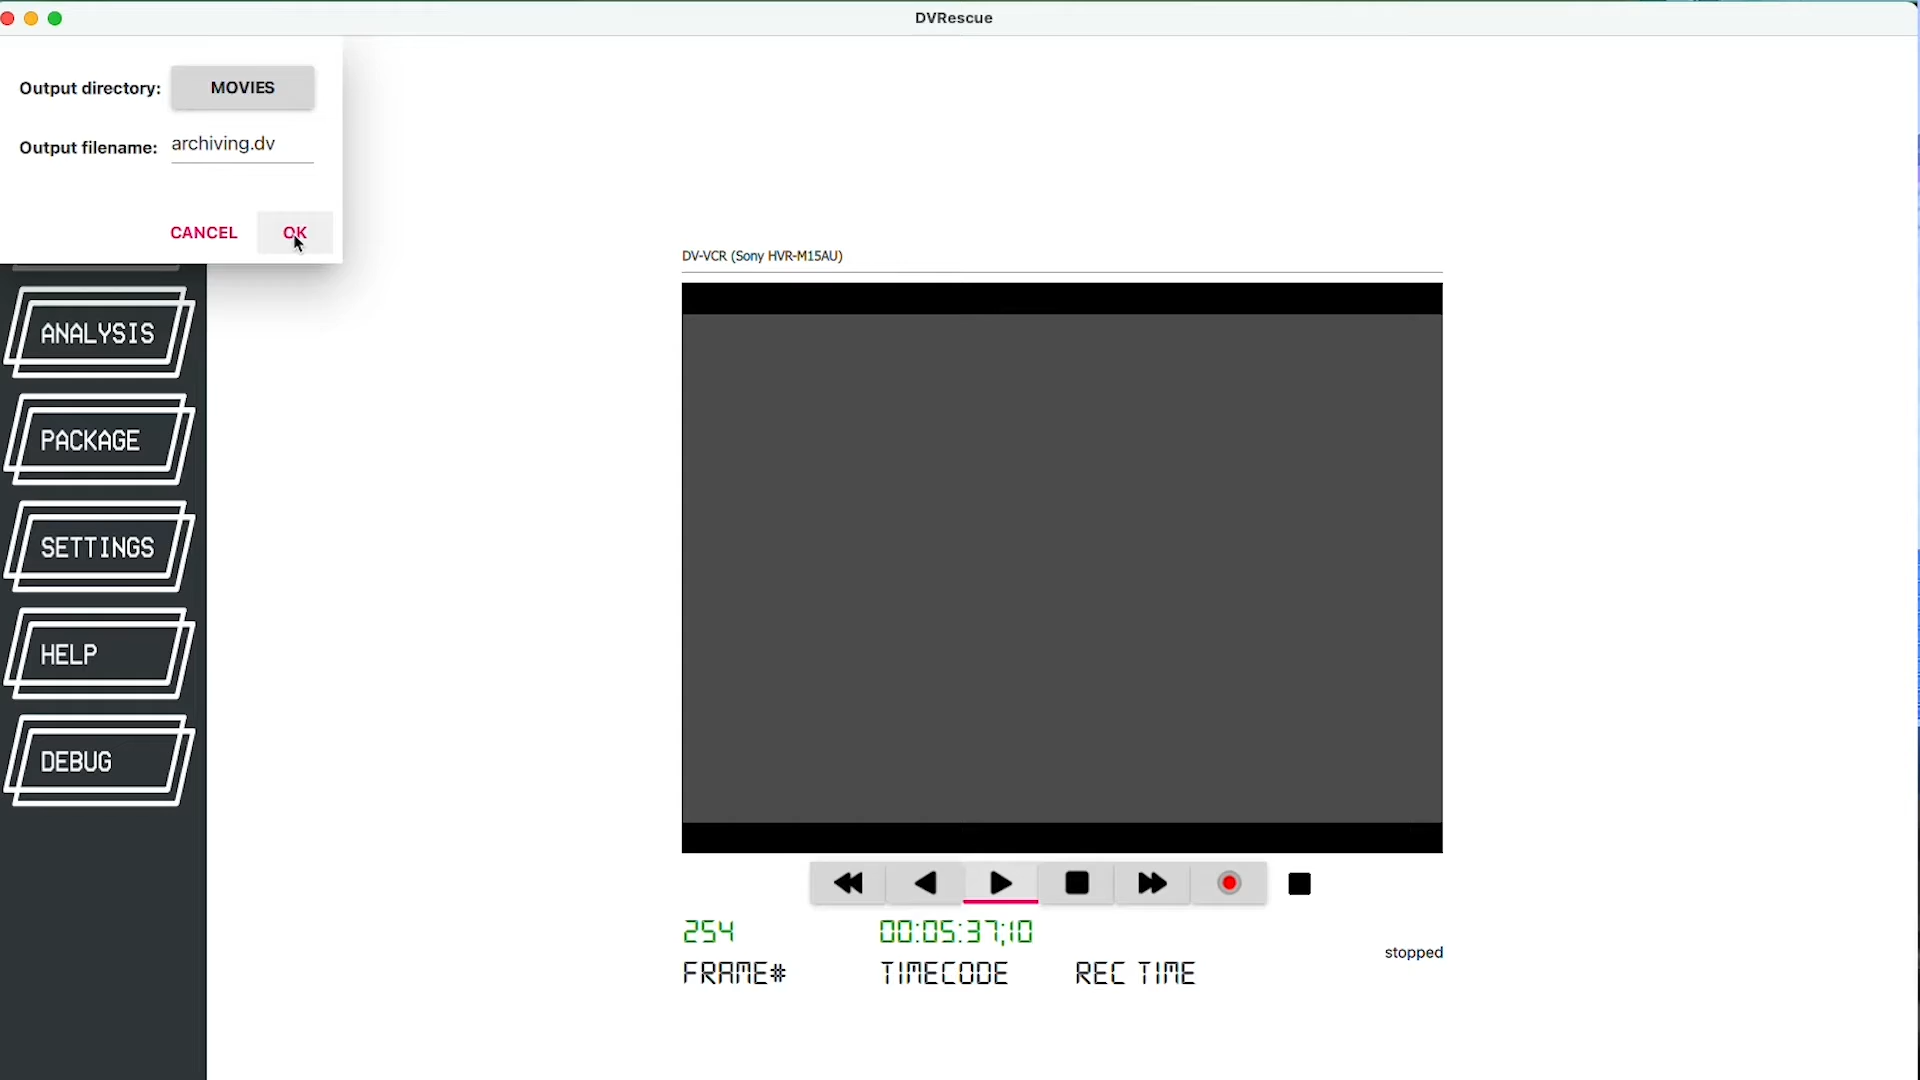 DVRescue
Output directory: MOVIES
Output filename: archiving.dv
CANCEL OK
ANALYSIS
PACKAGE
SETTINGS
HELP
DEBUG
DV-VCR (Sony HVR-M15AU)
254 00:05:37;10
FRAME# TIMECODE REC TIME
stopped